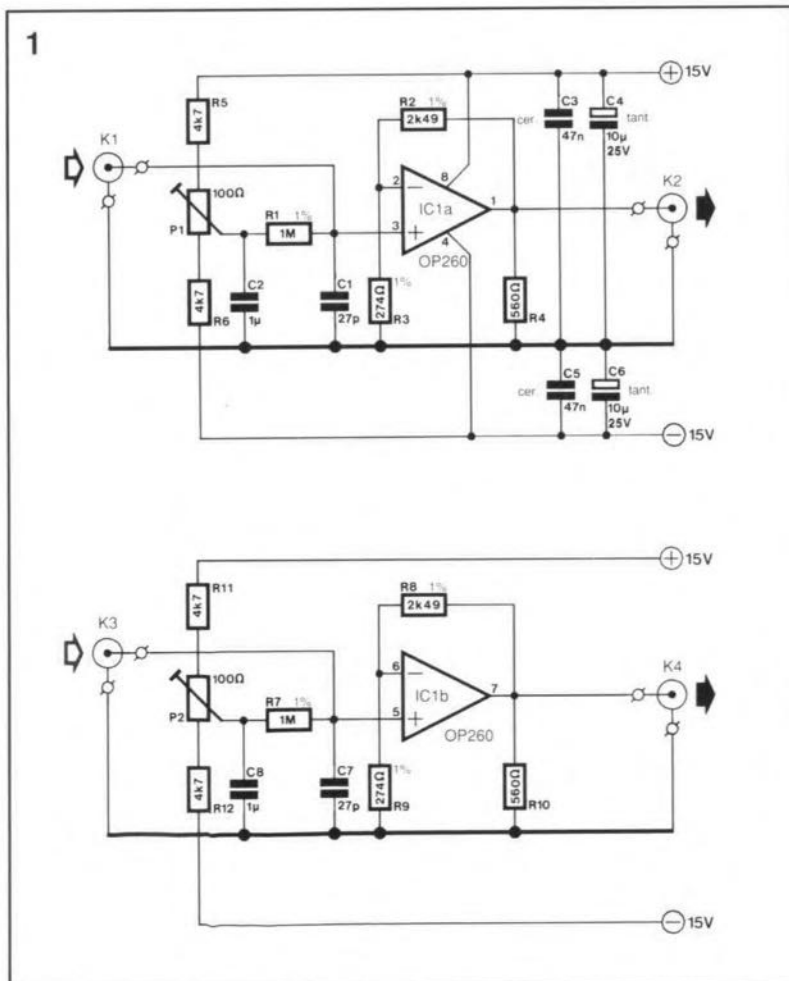 1
15V
R5
4k7
R2 1%
2k49
C3
cer
47n
C4
tant.
10µ
25V
K1
K2
100Ω
P1
R1 1%
1M
2
3
8
1
4
IC1a
OP260
C2
1µ
C1
27p
274Ω
1%
R3
560Ω
R4
4k7
R6
C5
cer
47n
C6
tant.
10µ
25V
15V
15V
R11
4k7
R8 1%
2k49
K3
K4
100Ω
P2
R7 1%
1M
6
5
7
IC1b
OP260
C8
1µ
C7
27p
274Ω
1%
R9
560Ω
R10
4k7
R12
15V